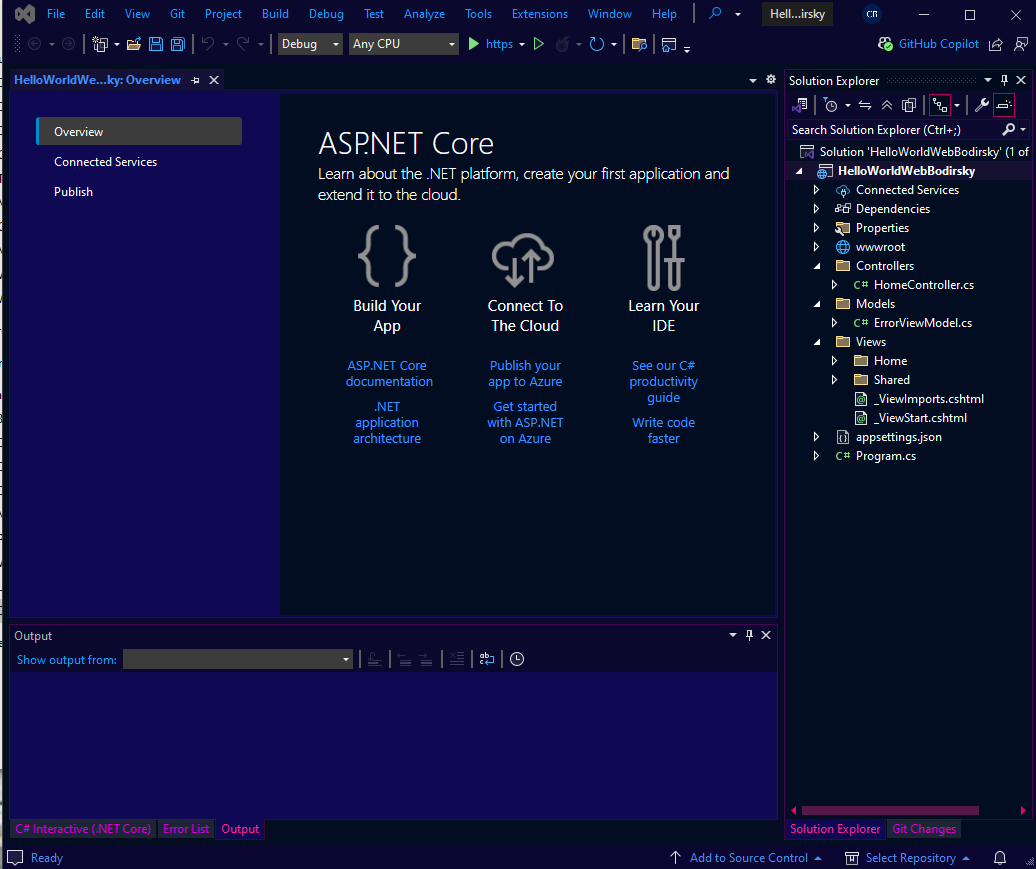 File Edit View Git Project Build Debug Test Analyze Tools Extensions Window Help Hell...irsky СП
Debug Any CPU https GitHub Copilot
HelloWorldWe...ky: Overview
Overview
Connected Services
Publish
ASP.NET Core
Learn about the .NET platform, create your first application and
extend it to the cloud.
Build Your
App
ASP.NET Core
documentation
.NET
application
architecture
Connect To
The Cloud
Publish your
app to Azure
Get started
with ASP.NET
on Azure
Learn Your
IDE
See our C#
productivity
guide
Write code
faster
Solution Explorer
Search Solution Explorer (Ctrl+;)
Solution 'HelloWorldWebBodirsky' (1 of
HelloWorldWebBodirsky
Connected Services
Dependencies
Properties
wwwroot
Controllers
C# HomeController.cs
Models
C# ErrorViewModel.cs
Views
Home
Shared
_ViewImports.cshtml
_ViewStart.cshtml
appsettings.json
C# Program.cs
Output
Show output from:
C# Interactive (.NET Core) Error List Output
Solution Explorer Git Changes
Ready Add to Source Control Select Repository